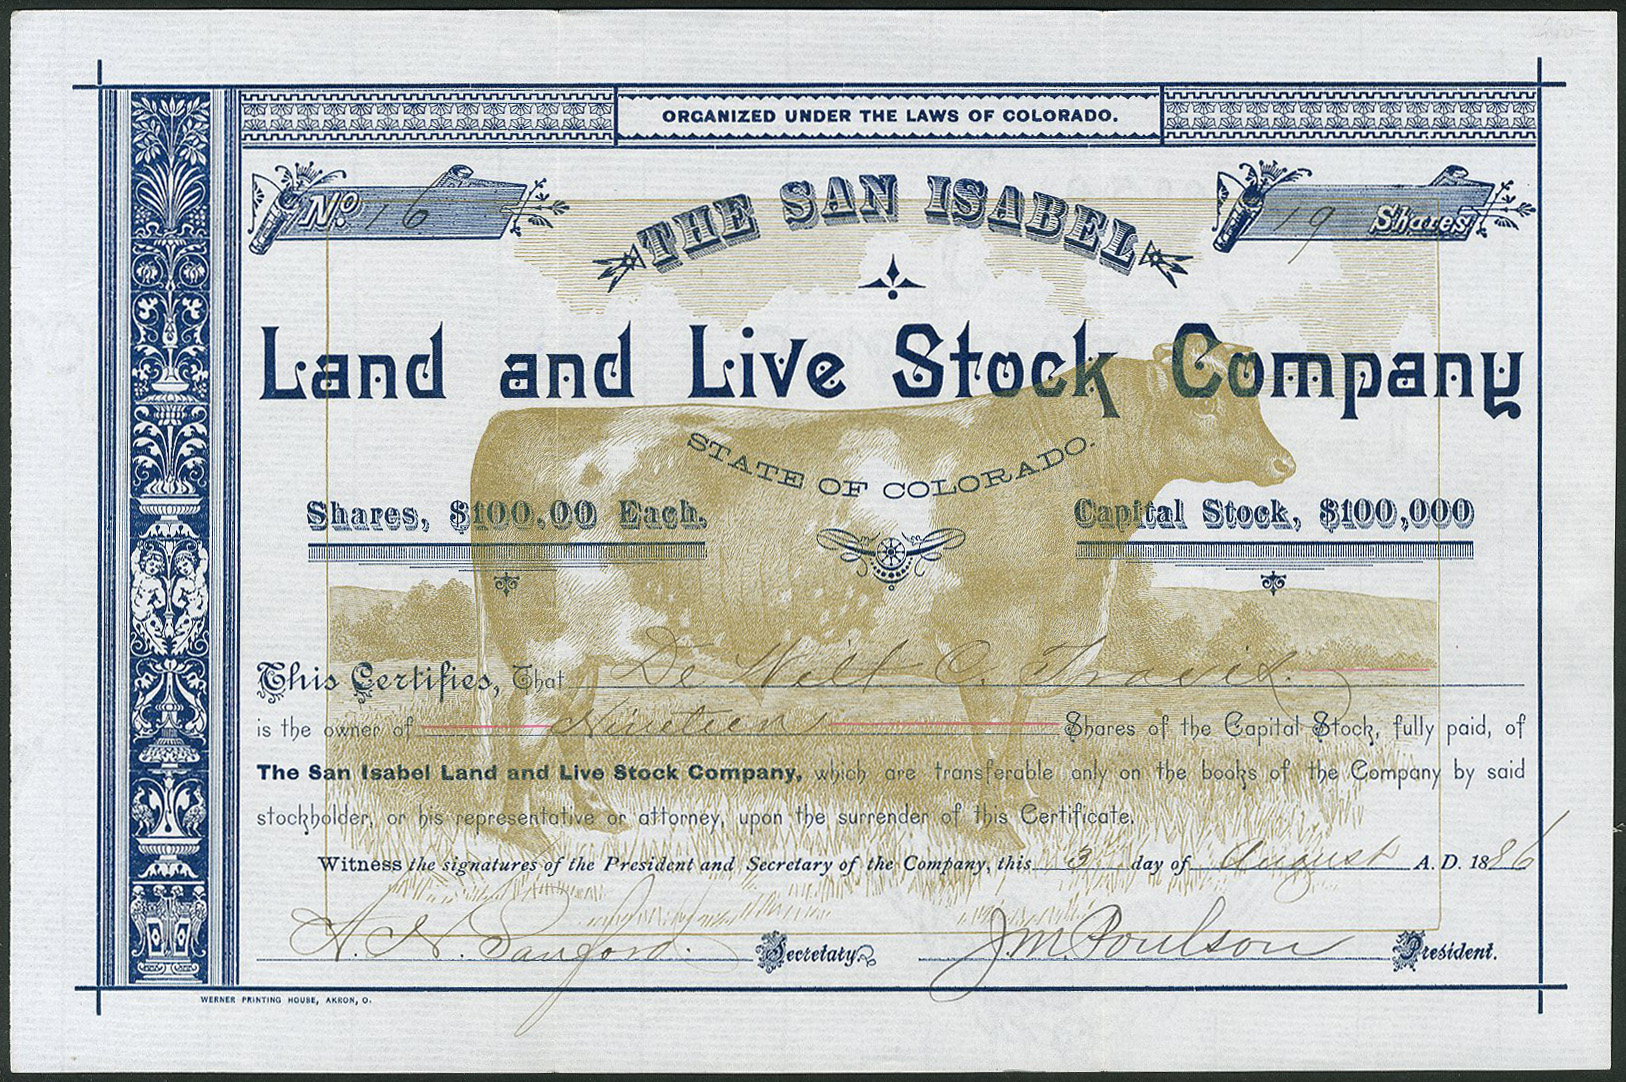 ORGANIZED UNDER THE LAWS OF COLORADO.
No. 16
19 Shares
THE SAN ISABEL
Land and Live Stock Company
STATE OF COLORADO.
Shares, $100.00 Each.
Capital Stock, $100,000
This Certifies, That De Witt C. Travis.
is the owner of Nineteen Shares of the Capital Stock, fully paid, of
The San Isabel Land and Live Stock Company, which are transferable only on the books of the Company by said
stockholder, or his representative or attorney, upon the surrender of this Certificate.
Witness the signatures of the President and Secretary of the Company, this 3 day of August A. D. 1886
A. H. Sanford. Secretary.
J. M. Poulson President.
WERNER PRINTING HOUSE, AKRON, O.